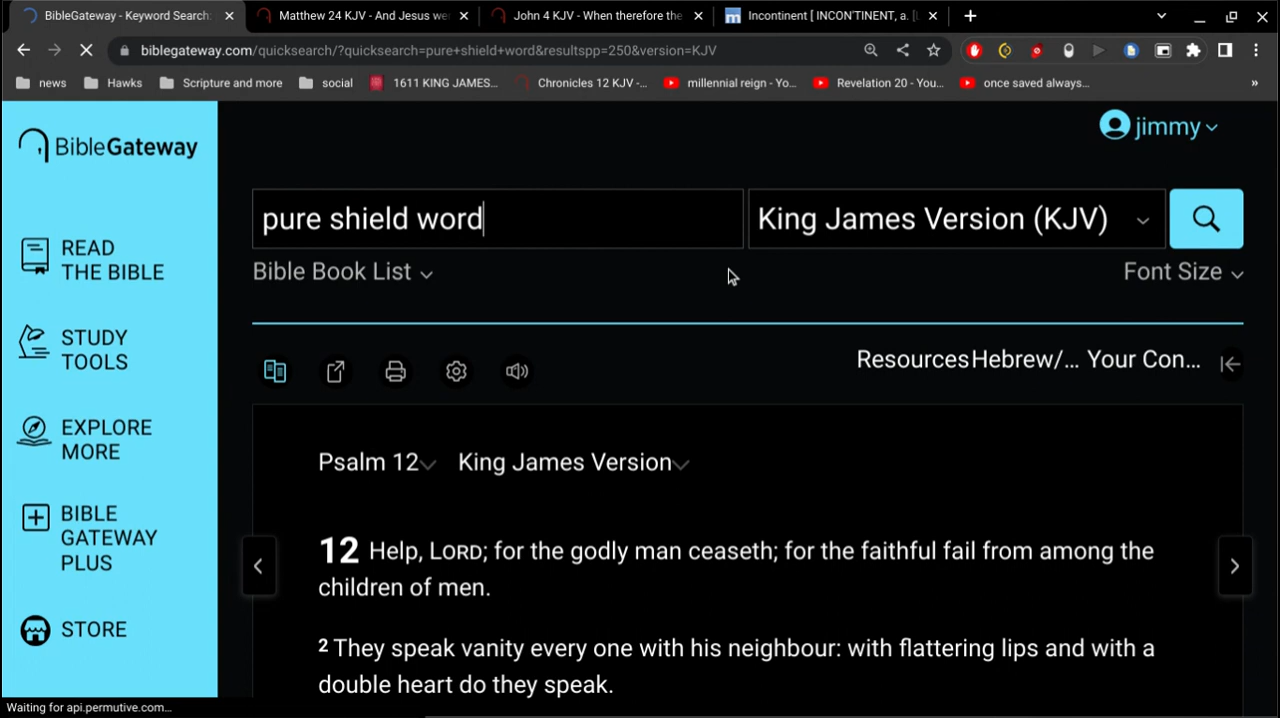 BibleGateway - Keyword Search:
Matthew 24 KJV - And Jesus we
John 4 KJV - When therefore the
Incontinent [ INCON'TINENT, a. [L
biblegateway.com/quicksearch/?quicksearch=pure+shield+word&resultspp=250&version=KJV
news
Hawks
Scripture and more
social
1611 KING JAMES...
Chronicles 12 KJV -...
millennial reign - Yo...
Revelation 20 - You...
once saved always...
»
BibleGateway
jimmy
pure shield word
King James Version (KJV)
Bible Book List
Font Size
READ
THE BIBLE
STUDY
TOOLS
EXPLORE
MORE
BIBLE
GATEWAY
PLUS
STORE
Resources
Hebrew/...
Your Con...
Psalm 12
King James Version
12 Help, LORD; for the godly man ceaseth; for the faithful fail from among the
children of men.
2 They speak vanity every one with his neighbour: with flattering lips and with a
double heart do they speak.
Waiting for api.permutive.com...